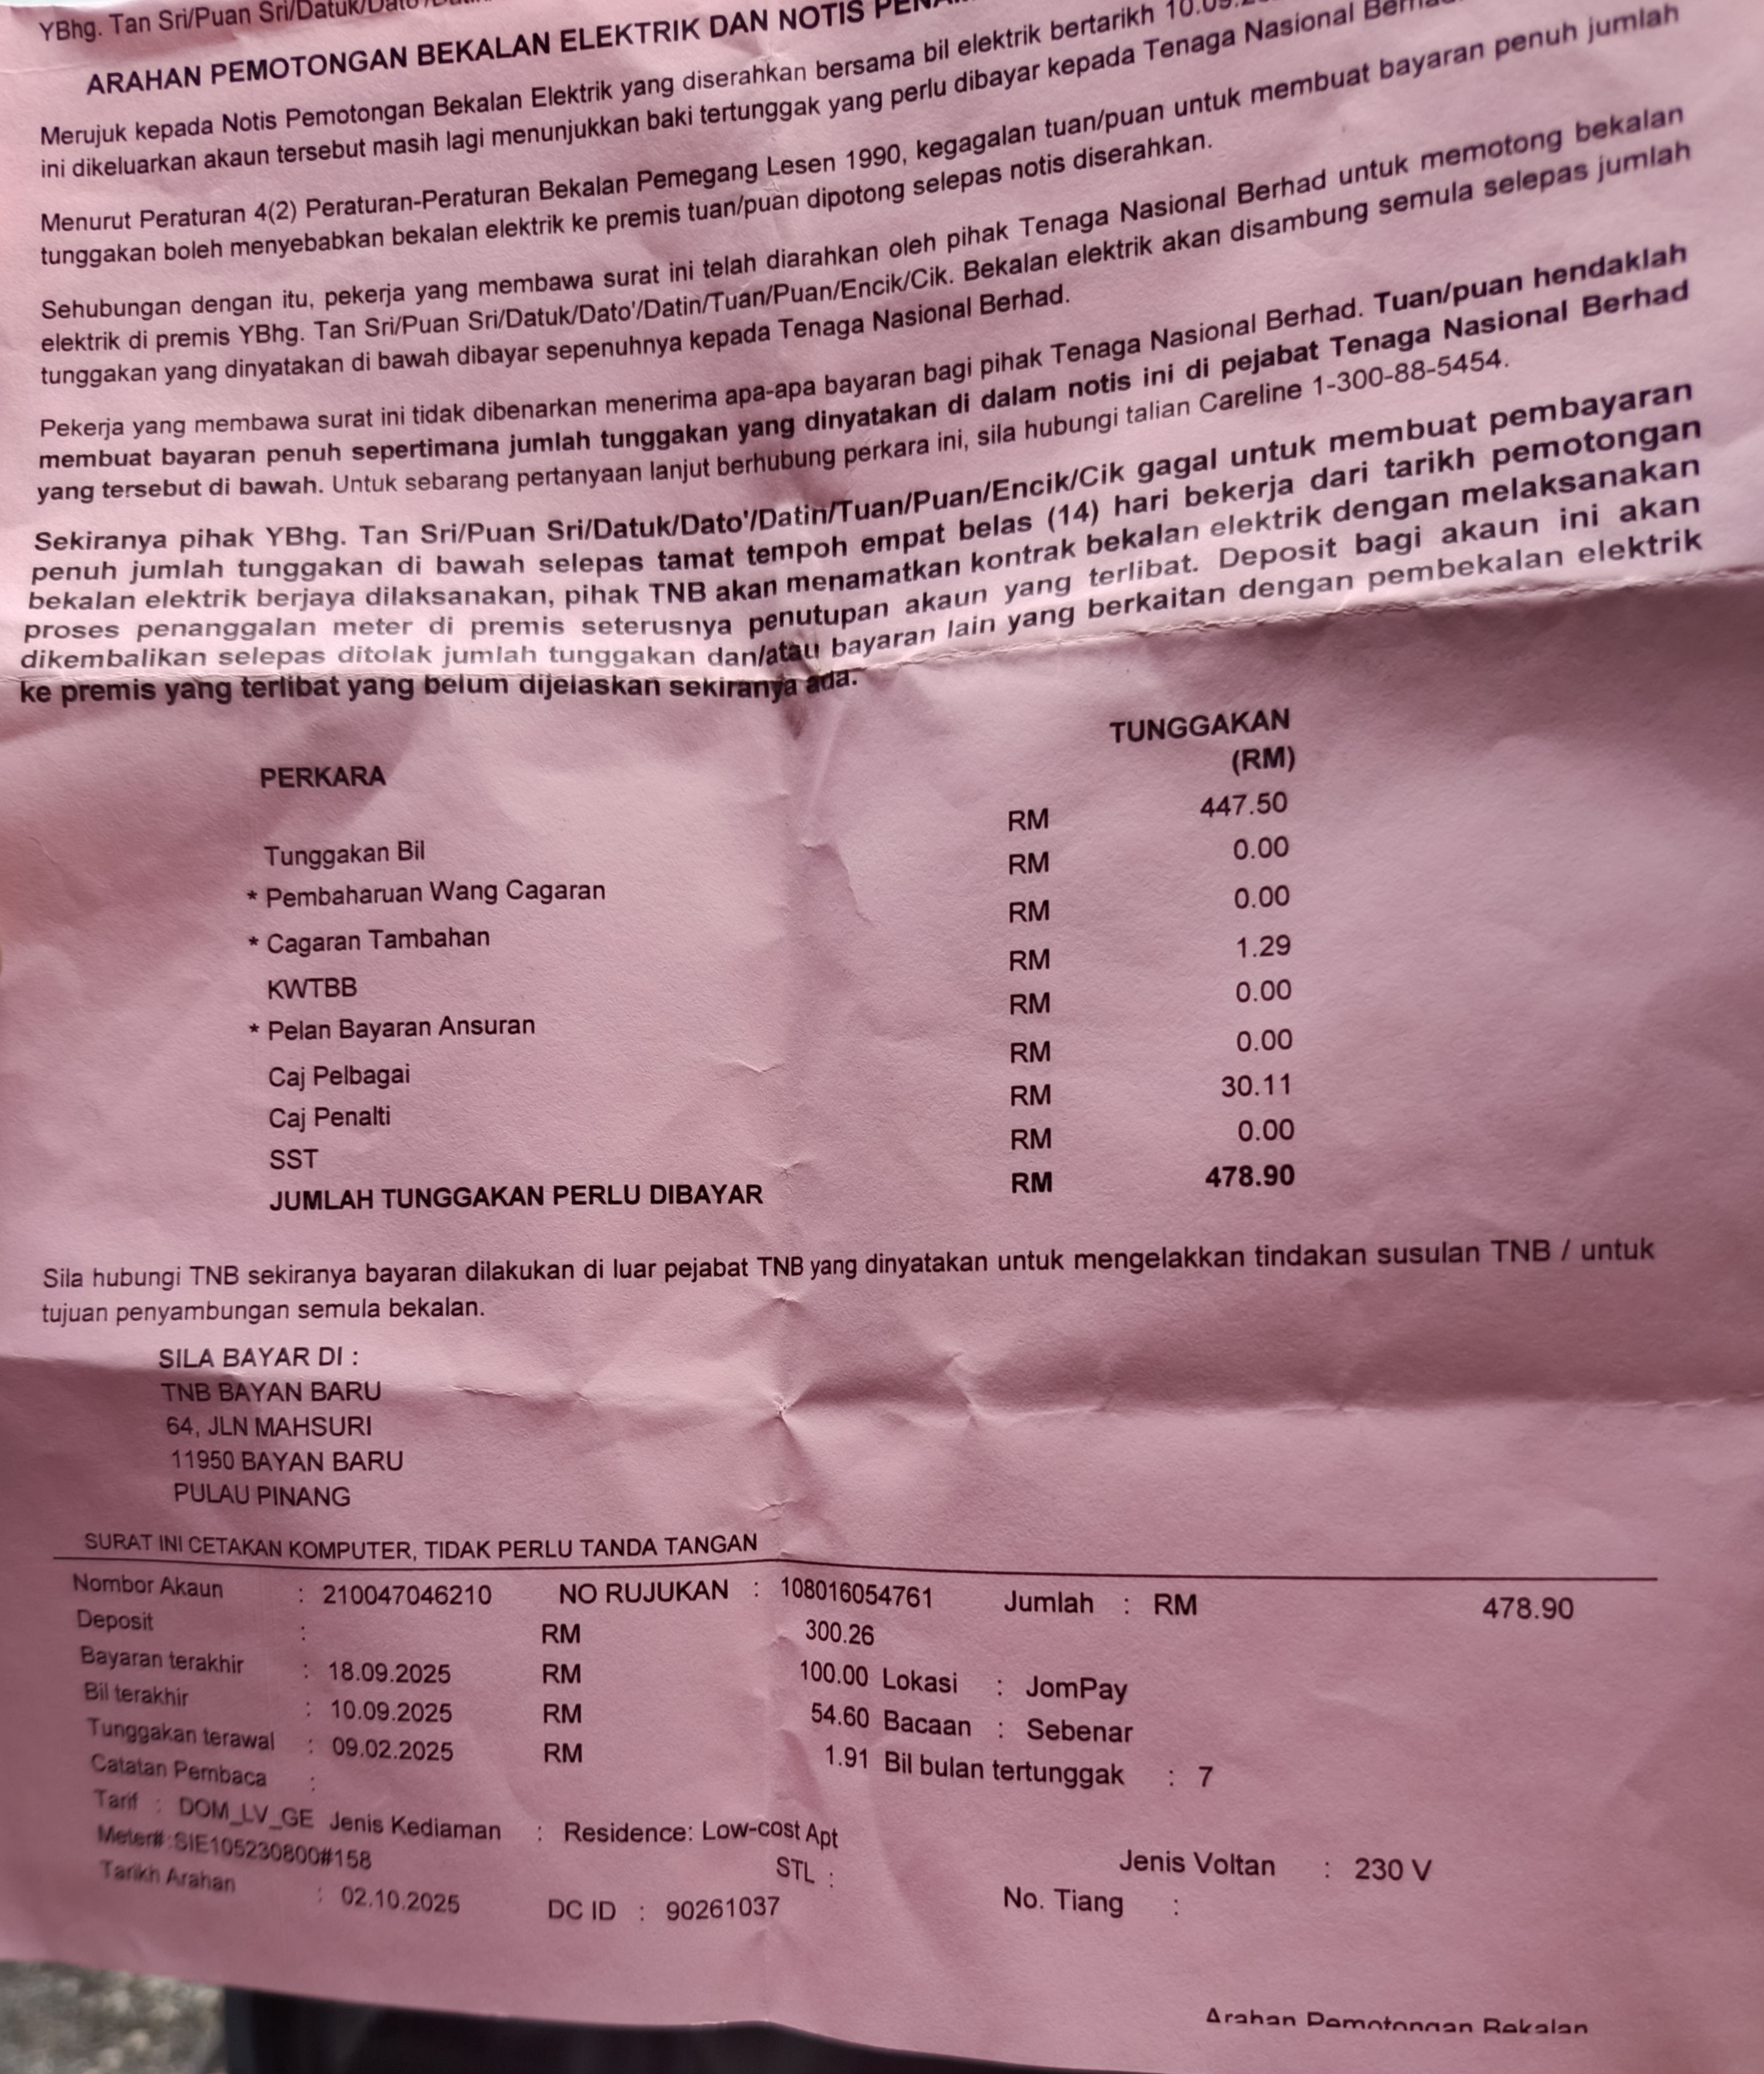 YBhg. Tan Sri/Puan Sri/Datuk/Dato'/
ARAHAN PEMOTONGAN BEKALAN ELEKTRIK DAN NOTIS
Merujuk kepada Notis Pemotongan Bekalan Elektrik yang diserahkan bersama bil elektrik bertarikh
ini dikeluarkan akaun tersebut masih lagi menunjukkan baki tertunggak yang perlu dibayar kepada Tenaga Nasional
Menurut Peraturan 4(2) Peraturan-Peraturan Bekalan Pemegang Lesen 1990, kegagalan tuan/puan untuk membuat bayaran penuh jumlah
tunggakan boleh menyebabkan bekalan elektrik ke premis tuan/puan dipotong selepas notis diserahkan.
Sehubungan dengan itu, pekerja yang membawa surat ini telah diarahkan oleh pihak Tenaga Nasional Berhad untuk memotong bekalan
elektrik di premis YBhg. Tan Sri/Puan Sri/Datuk/Dato'/Datin/Tuan/Puan/Encik/Cik. Bekalan elektrik akan disambung semula selepas jumlah
tunggakan yang dinyatakan di bawah dibayar sepenuhnya kepada Tenaga Nasional Berhad.
Pekerja yang membawa surat ini tidak dibenarkan menerima apa-apa bayaran bagi pihak Tenaga Nasional Berhad. Tuan/puan hendaklah
membuat bayaran penuh sepertimana jumlah tunggakan yang dinyatakan di dalam notis ini di pejabat Tenaga Nasional Berhad
yang tersebut di bawah. Untuk sebarang pertanyaan lanjut berhubung perkara ini, sila hubungi talian Careline 1-300-88-5454.
Sekiranya pihak YBhg. Tan Sri/Puan Sri/Datuk/Dato'/Datin/Tuan/Puan/Encik/Cik gagal untuk membuat pembayaran
penuh jumlah tunggakan di bawah selepas tamat tempoh empat belas (14) hari bekerja dari tarikh pemotongan
bekalan elektrik berjaya dilaksanakan, pihak TNB akan menamatkan kontrak bekalan elektrik dengan melaksanakan
proses penanggalan meter di premis seterusnya penutupan akaun yang terlibat. Deposit bagi akaun ini akan
dikembalikan selepas ditolak jumlah tunggakan dan/atau bayaran lain yang berkaitan dengan pembekalan elektrik
ke premis yang terlibat yang belum dijelaskan sekiranya ada.
PERKARA TUNGGAKAN
(RM)
Tunggakan Bil RM 447.50
* Pembaharuan Wang Cagaran RM 0.00
* Cagaran Tambahan RM 0.00
KWTBB RM 1.29
* Pelan Bayaran Ansuran RM 0.00
Caj Pelbagai RM 0.00
Caj Penalti RM 30.11
SST RM 0.00
JUMLAH TUNGGAKAN PERLU DIBAYAR RM 478.90
Sila hubungi TNB sekiranya bayaran dilakukan di luar pejabat TNB yang dinyatakan untuk mengelakkan tindakan susulan TNB / untuk
tujuan penyambungan semula bekalan.
SILA BAYAR DI :
TNB BAYAN BARU
64, JLN MAHSURI
11950 BAYAN BARU
PULAU PINANG
SURAT INI CETAKAN KOMPUTER, TIDAK PERLU TANDA TANGAN
Nombor Akaun : 210047046210 NO RUJUKAN : 108016054761 Jumlah : RM 478.90
Deposit : RM 300.26
Bayaran terakhir : 18.09.2025 RM 100.00 Lokasi : JomPay
Bil terakhir : 10.09.2025 RM 54.60 Bacaan : Sebenar
Tunggakan terawal : 09.02.2025 RM 1.91 Bil bulan tertunggak : 7
Catatan Pembaca :
Tarif : DOM_LV_GE Jenis Kediaman : Residence: Low-cost Apt
Meter# :SIE105230800#158 STL : Jenis Voltan : 230 V
Tarikh Arahan : 02.10.2025 DC ID : 90261037 No. Tiang :
Arahan Pemotongan Bekalan